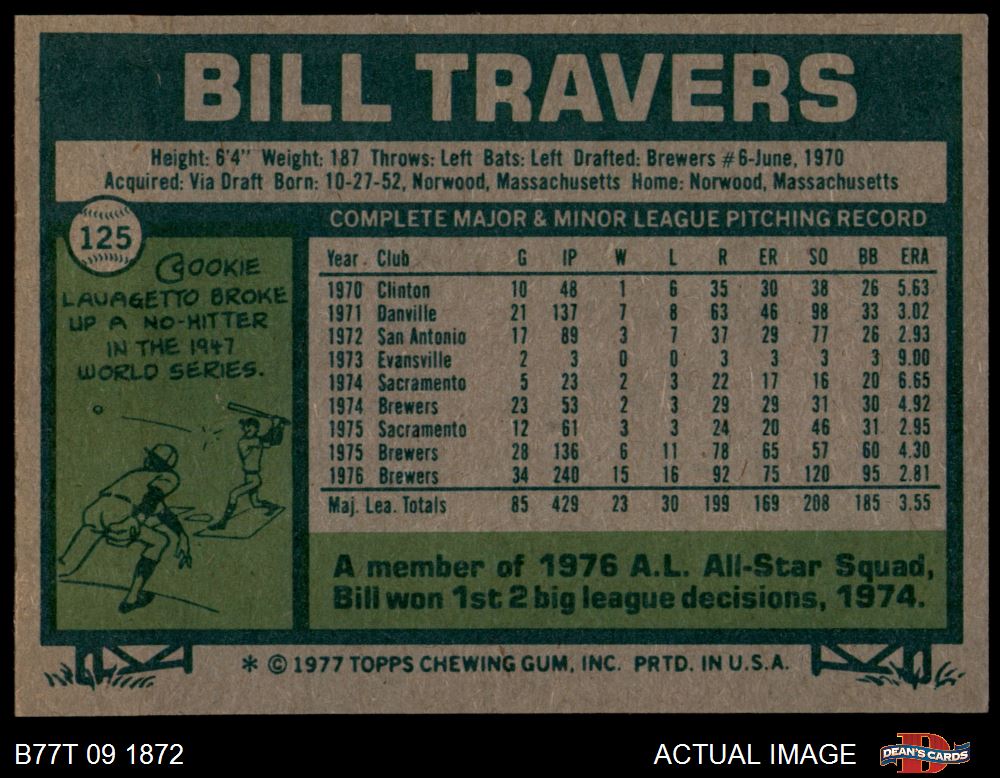 BILL TRAVERS
Height: 6'4" Weight: 187 Throws: Left Bats: Left Drafted: Brewers #6-June, 1970
Acquired: Via Draft Born: 10-27-52, Norwood, Massachusetts Home: Norwood, Massachusetts
125
COOKIE
LAVAGETTO BROKE
UP A NO-HITTER
IN THE 1947
WORLD SERIES.
COMPLETE MAJOR & MINOR LEAGUE PITCHING RECORD
Year Club G IP W L R ER SO BB ERA
1970 Clinton 10 48 1 6 35 30 38 26 5.63
1971 Danville 21 137 7 8 63 46 98 33 3.02
1972 San Antonio 17 89 3 7 37 29 77 26 2.93
1973 Evansville 2 3 0 0 3 3 3 3 9.00
1974 Sacramento 5 23 2 3 22 17 16 20 6.65
1974 Brewers 23 53 2 3 29 29 31 30 4.92
1975 Sacramento 12 61 3 3 24 20 46 31 2.95
1975 Brewers 28 136 6 11 78 65 57 60 4.30
1976 Brewers 34 240 15 16 92 75 120 95 2.81
Maj. Lea. Totals 85 429 23 30 199 169 208 185 3.55
A member of 1976 A.L. All-Star Squad,
Bill won 1st 2 big league decisions, 1974.
* © 1977 TOPPS CHEWING GUM, INC. PRTD. IN U.S.A.
B77T 09 1872
ACTUAL IMAGE
DEAN'S CARDS